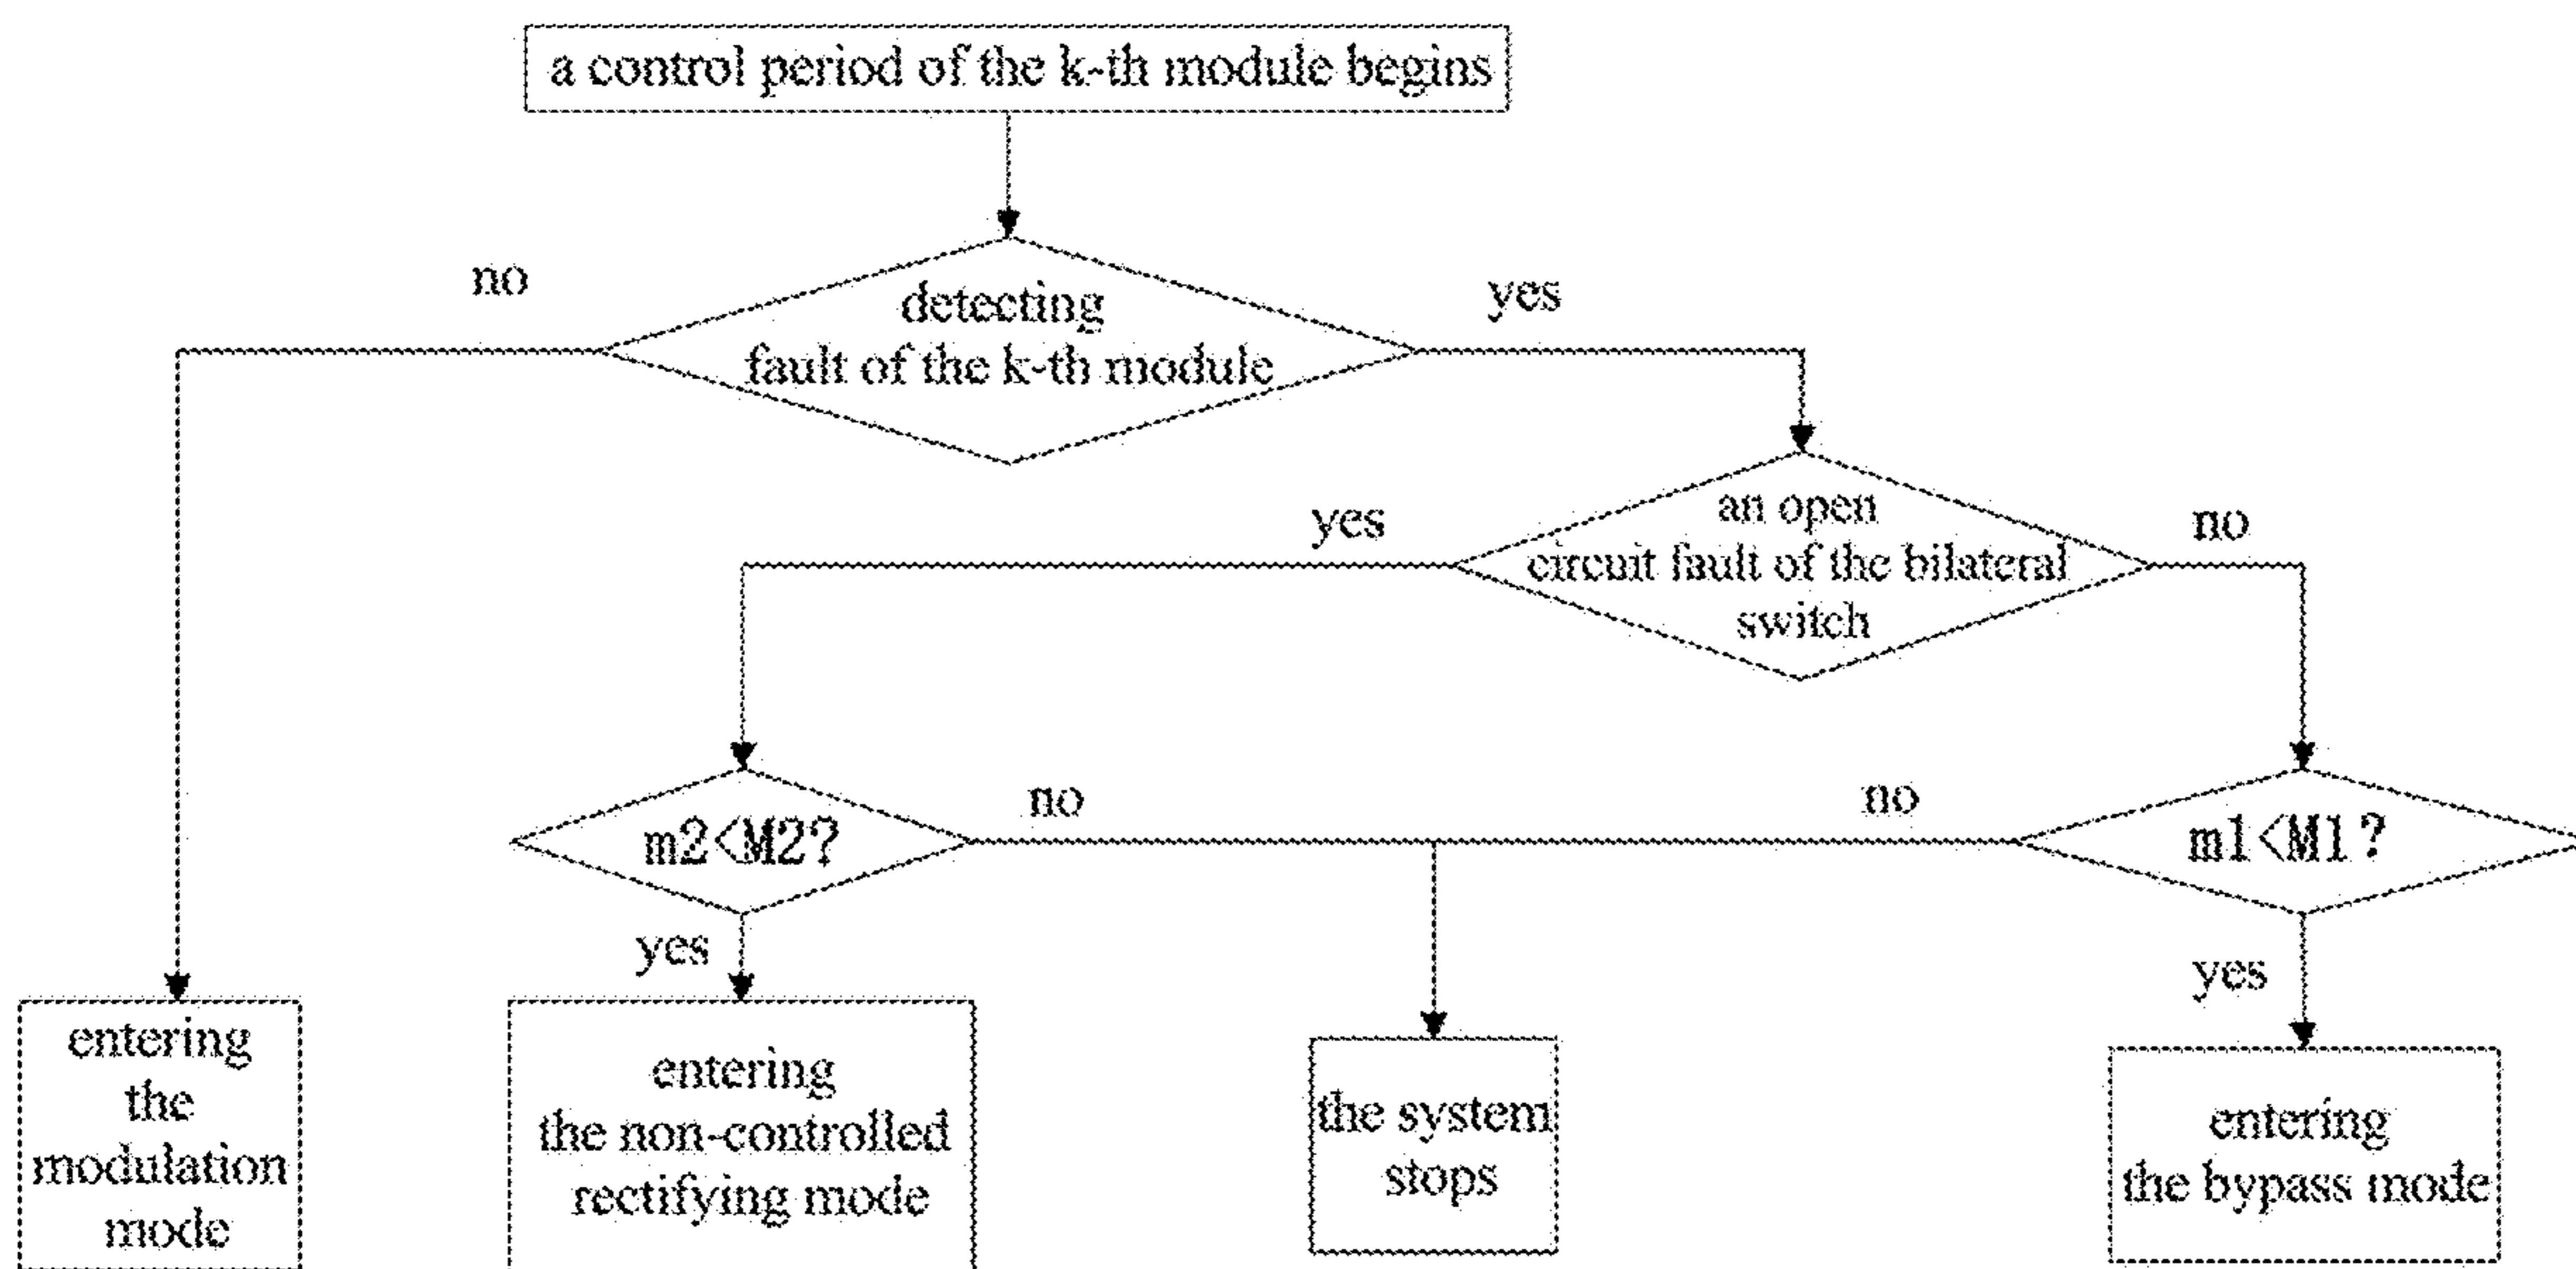 a control period of the k-th module begins
no
detecting
fault of the k-th module
yes
yes
an open
circuit fault of the bilateral
switch
no
m2<M2?
no
no
m1<M1?
yes
yes
entering
the
modulation
mode
entering
the non-controlled
rectifying mode
the system
stops
entering
the bypass mode